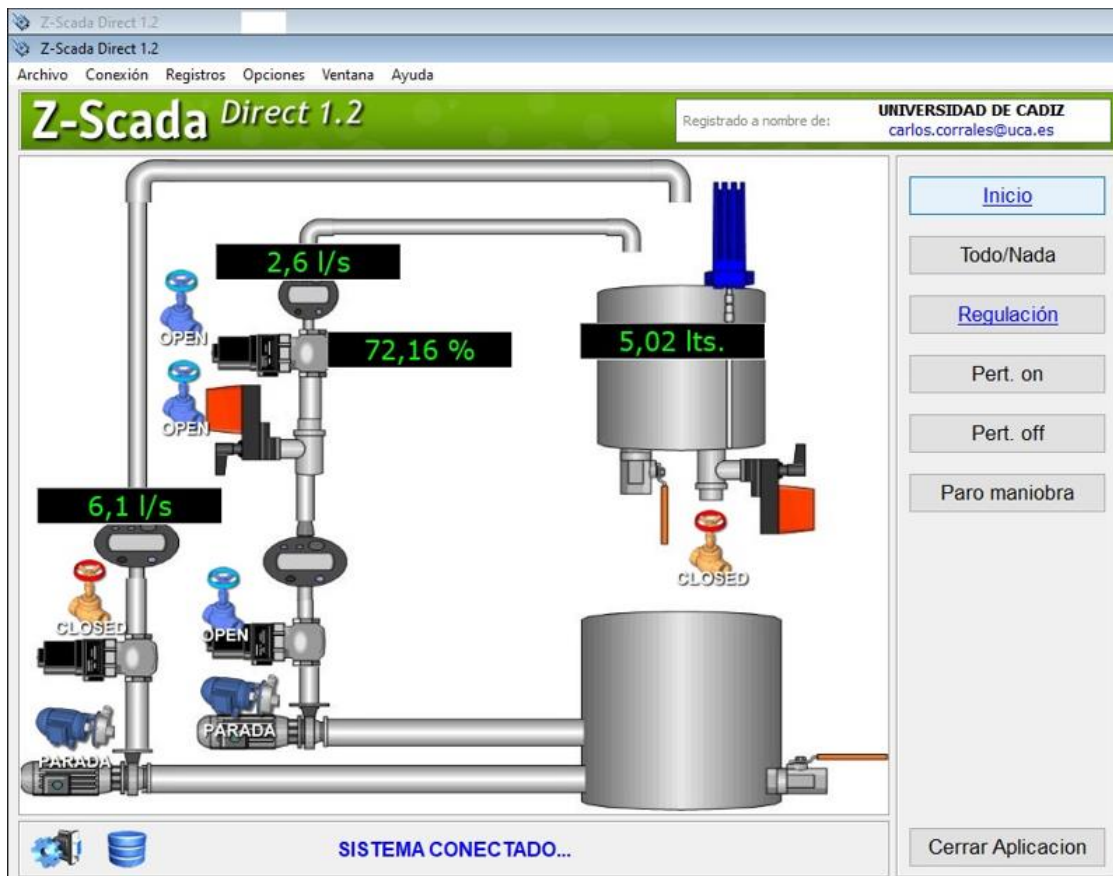 Z-Scada Direct 1.2
Z-Scada Direct 1.2
Archivo Conexión Registros Opciones Ventana Ayuda
Z-Scada Direct 1.2
Registrado a nombre de:
UNIVERSIDAD DE CADIZ
carlos.corrales@uca.es
2,6 l/s
OPEN
72,16 %
OPEN
5,02 lts.
6,1 l/s
CLOSED
CLOSED
OPEN
PARADA
PARADA
Inicio
Todo/Nada
Regulación
Pert. on
Pert. off
Paro maniobra
SISTEMA CONECTADO...
Cerrar Aplicacion